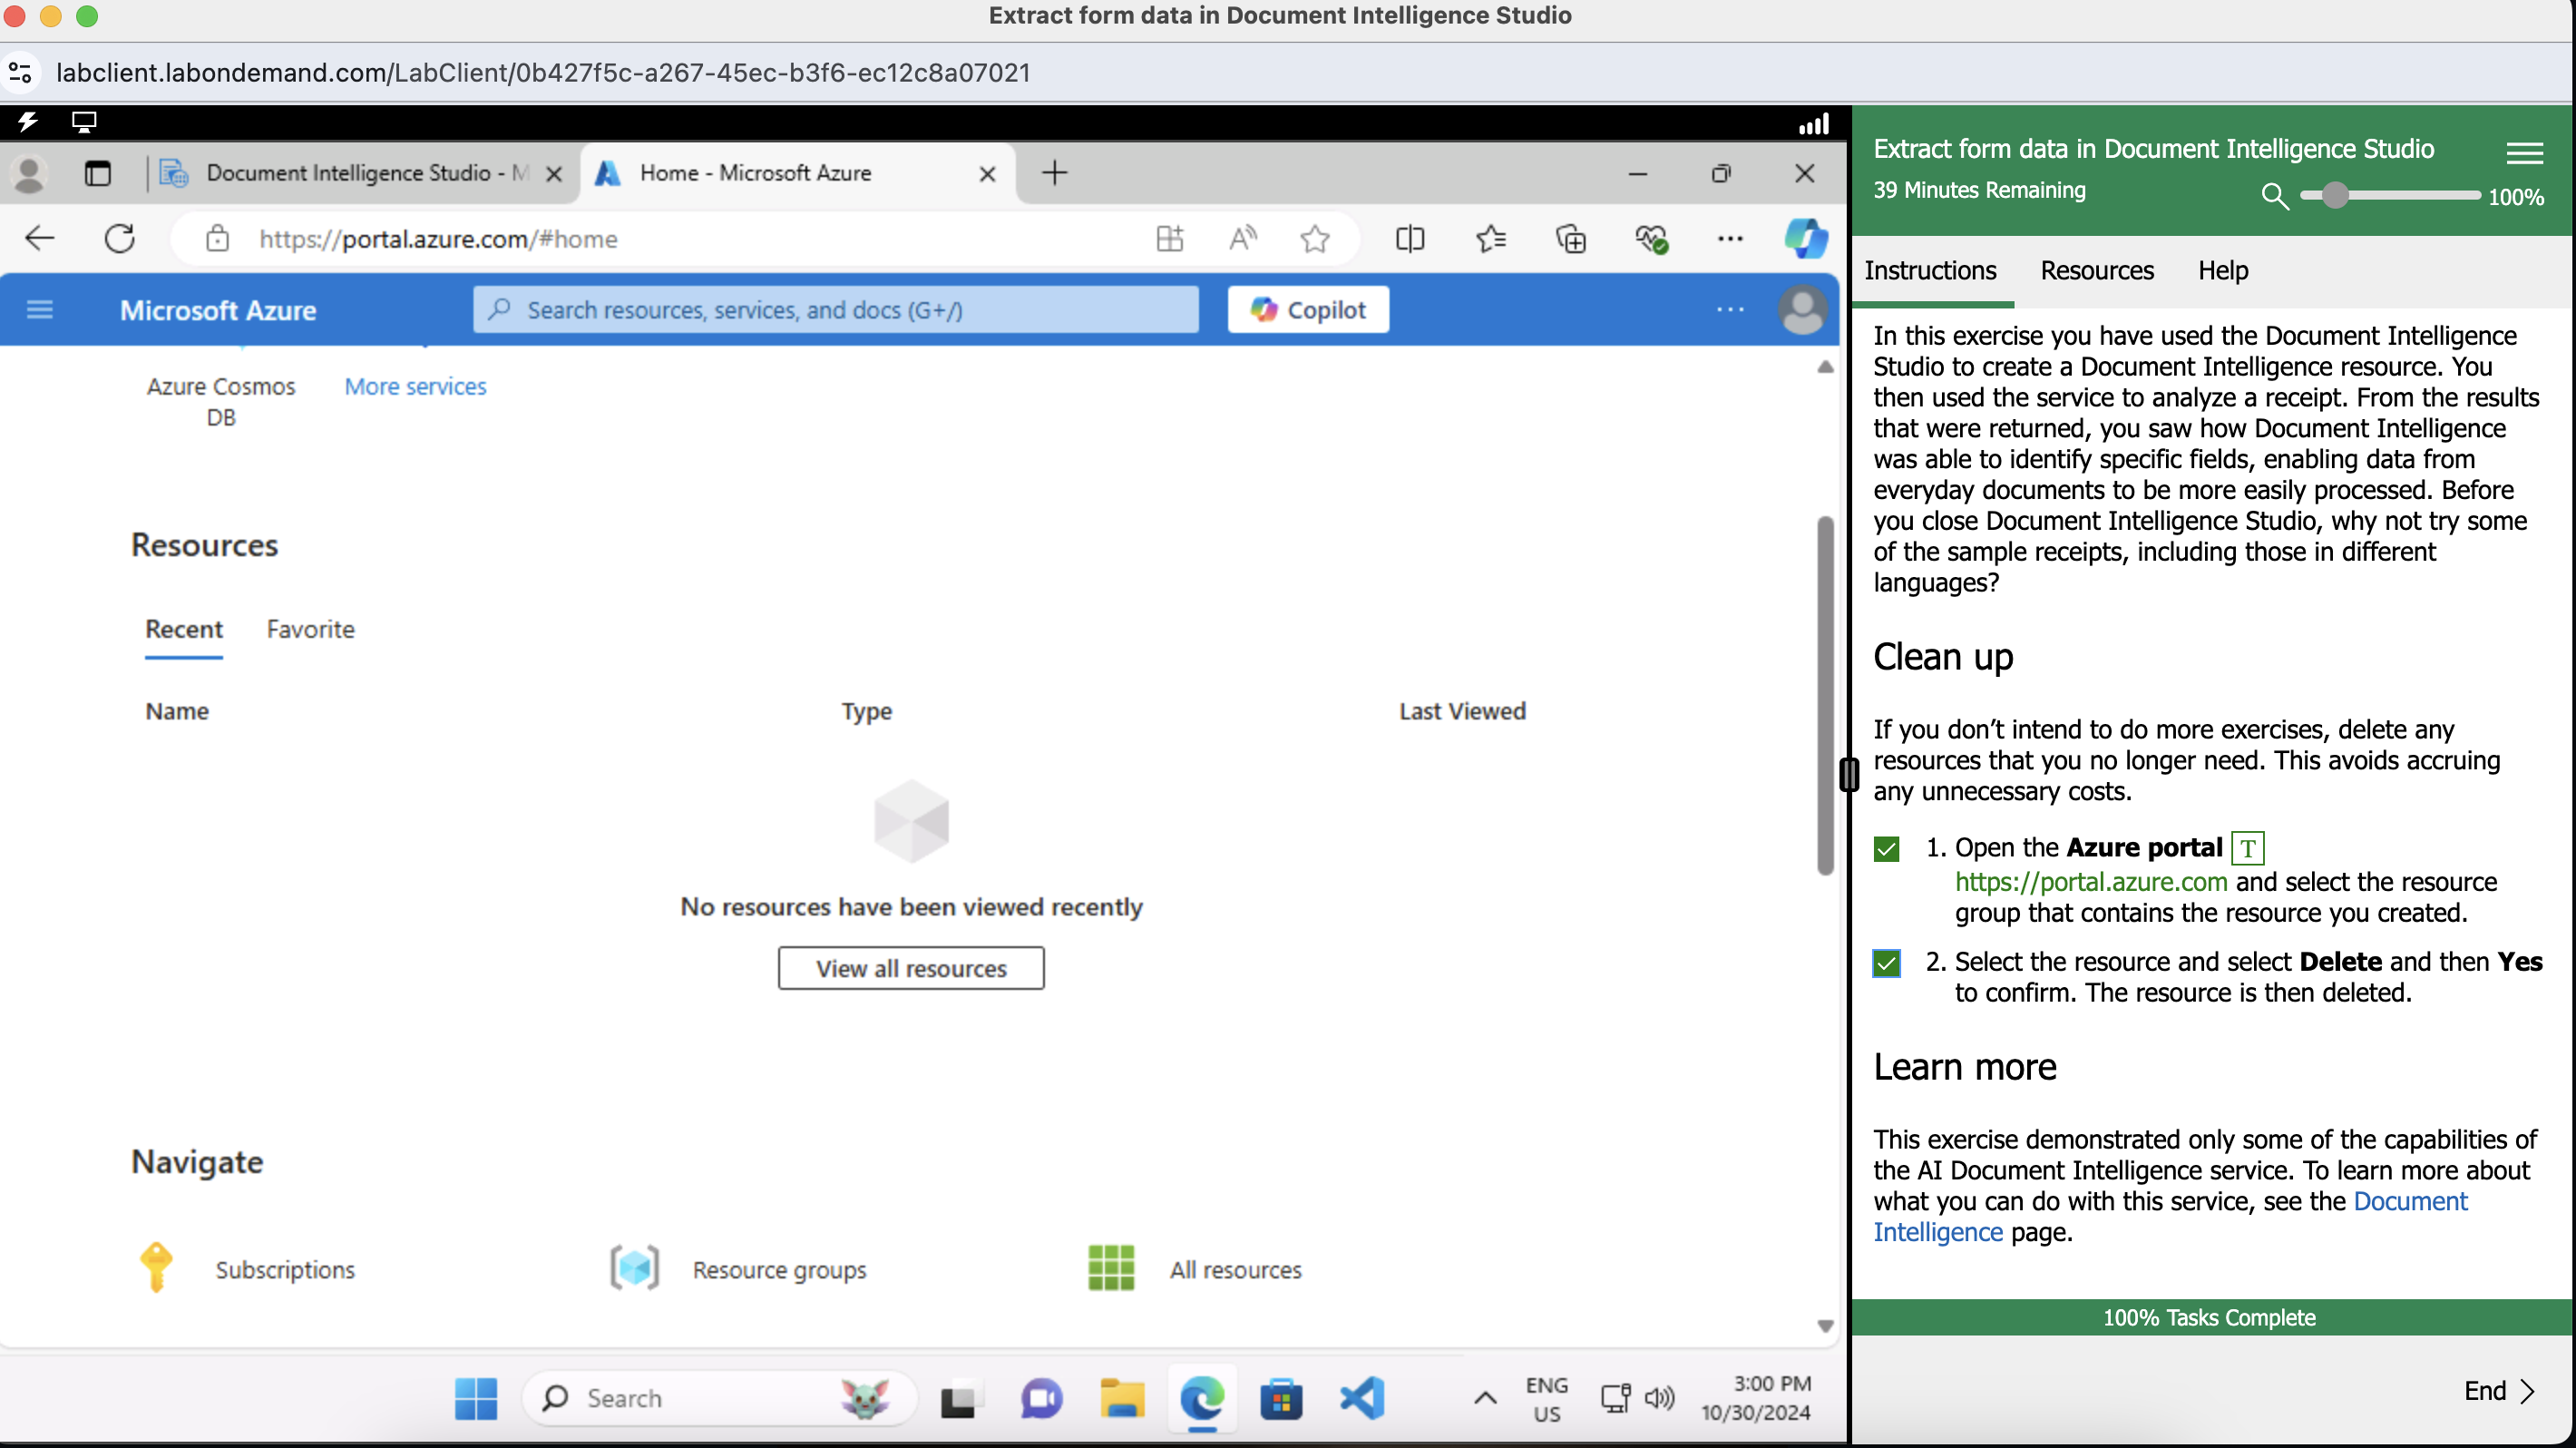 Extract form data in Document Intelligence Studio
labclient.labondemand.com/LabClient/0b427f5c-a267-45ec-b3f6-ec12c8a07021
Document Intelligence Studio - M
Home - Microsoft Azure
https://portal.azure.com/#home
Microsoft Azure
Search resources, services, and docs (G+/)
Copilot
Azure Cosmos
DB
More services
Resources
Recent
Favorite
Name
Type
Last Viewed
No resources have been viewed recently
View all resources
Navigate
Subscriptions
Resource groups
All resources
Search
ENG
US
3:00 PM
10/30/2024
Extract form data in Document Intelligence Studio
39 Minutes Remaining
100%
Instructions
Resources
Help
In this exercise you have used the Document Intelligence
Studio to create a Document Intelligence resource. You
then used the service to analyze a receipt. From the results
that were returned, you saw how Document Intelligence
was able to identify specific fields, enabling data from
everyday documents to be more easily processed. Before
you close Document Intelligence Studio, why not try some
of the sample receipts, including those in different
languages?
Clean up
If you don’t intend to do more exercises, delete any
resources that you no longer need. This avoids accruing
any unnecessary costs.
1. Open the Azure portal T
https://portal.azure.com and select the resource
group that contains the resource you created.
2. Select the resource and select Delete and then Yes
to confirm. The resource is then deleted.
Learn more
This exercise demonstrated only some of the capabilities of
the AI Document Intelligence service. To learn more about
what you can do with this service, see the Document
Intelligence page.
100% Tasks Complete
End